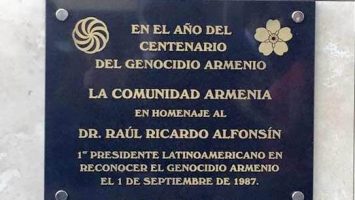 EN EL AÑO DEL
CENTENARIO
DEL GENOCIDIO ARMENIO
LA COMUNIDAD ARMENIA
EN HOMENAJE AL
DR. RAÚL RICARDO ALFONSÍN
1er PRESIDENTE LATINOAMERICANO EN
RECONOCER EL GENOCIDIO ARMENIO
EL 1 DE SEPTIEMBRE DE 1987.